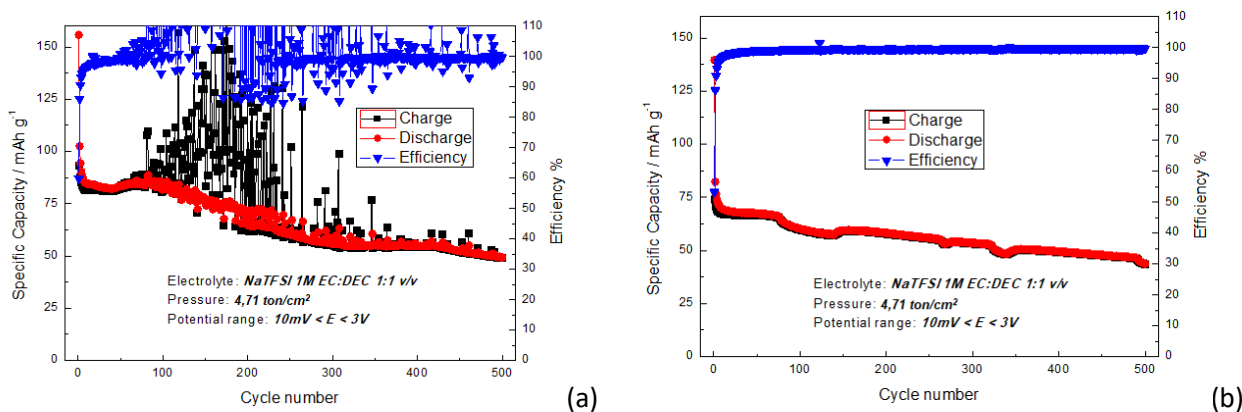 150
125
100
75
50
25
0
Specific Capacity / mAh g⁻¹
110
100
90
80
70
60
50
40
30
20
10
0
Efficiency %
Charge
Discharge
Efficiency
Electrolyte: NaTFSI 1M EC:DEC 1:1 v/v
Pressure: 4,71 ton/cm²
Potential range: 10mV < E < 3V
0 100 200 300 400 500
Cycle number
(a)
150
125
100
75
50
25
0
Specific Capacity / mAh g⁻¹
110
100
90
80
70
60
50
40
30
20
10
0
Efficiency %
Charge
Discharge
Efficiency
Electrolyte: NaTFSI 1M EC:DEC 1:1 v/v
Pressure: 4,71 ton/cm²
Potential range: 10mV < E < 3V
0 100 200 300 400 500
Cycle number
(b)